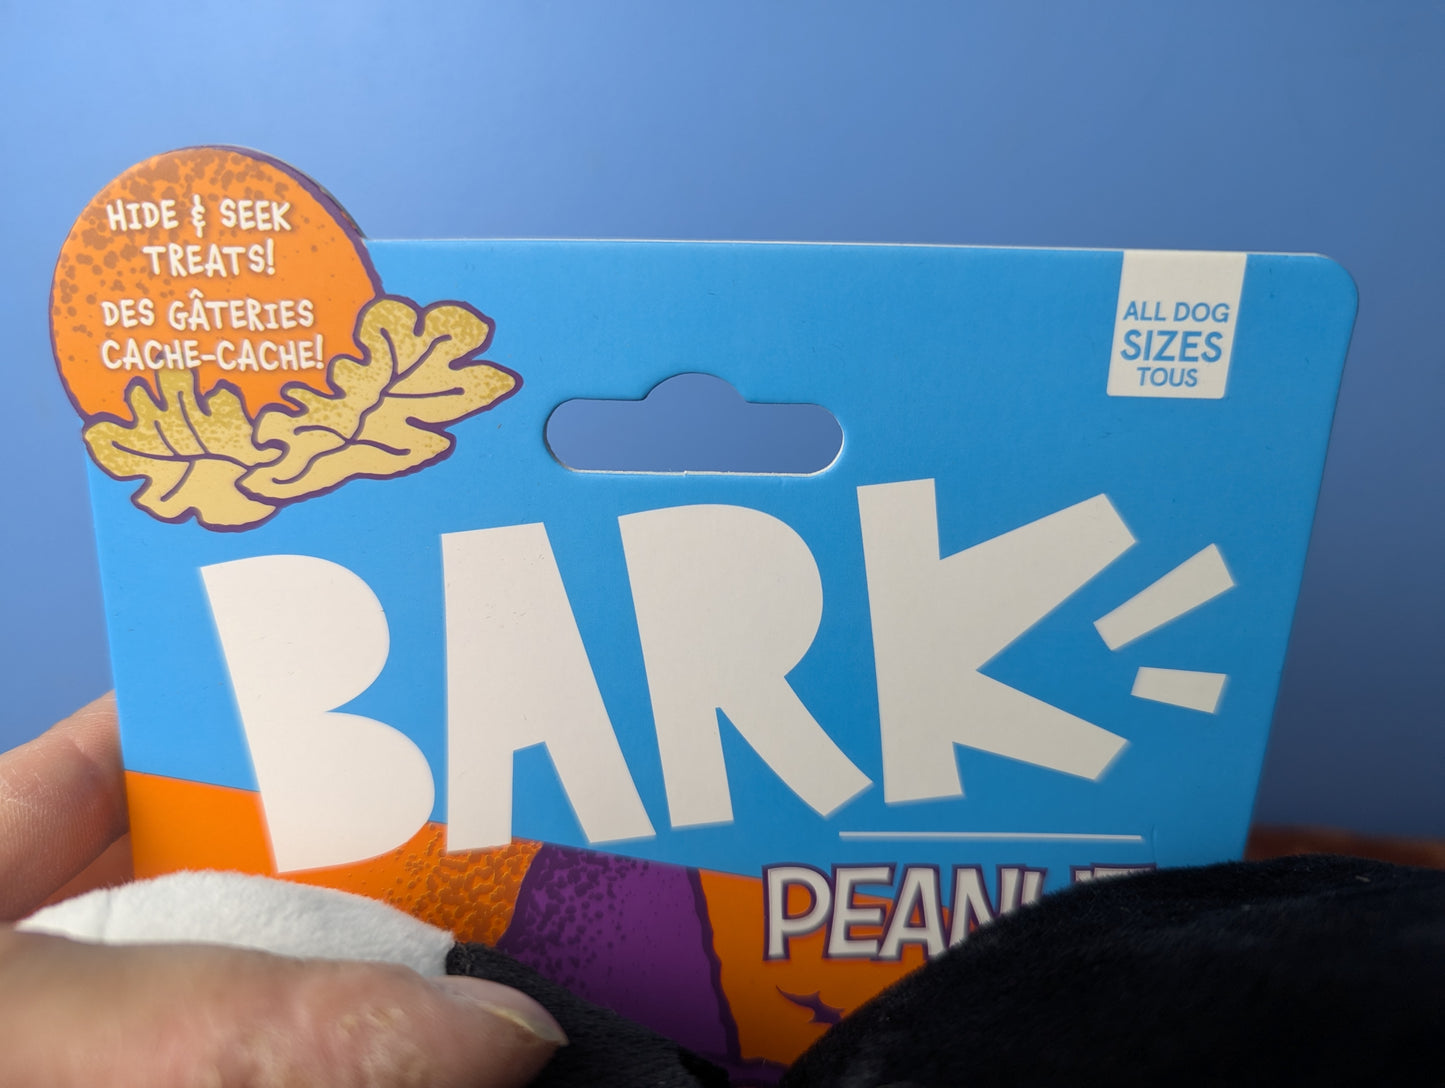 HIDE & SEEK
TREATS!
DES GÂTERIES
CACHE-CACHE!
ALL DOG
SIZES
TOUS
BARK